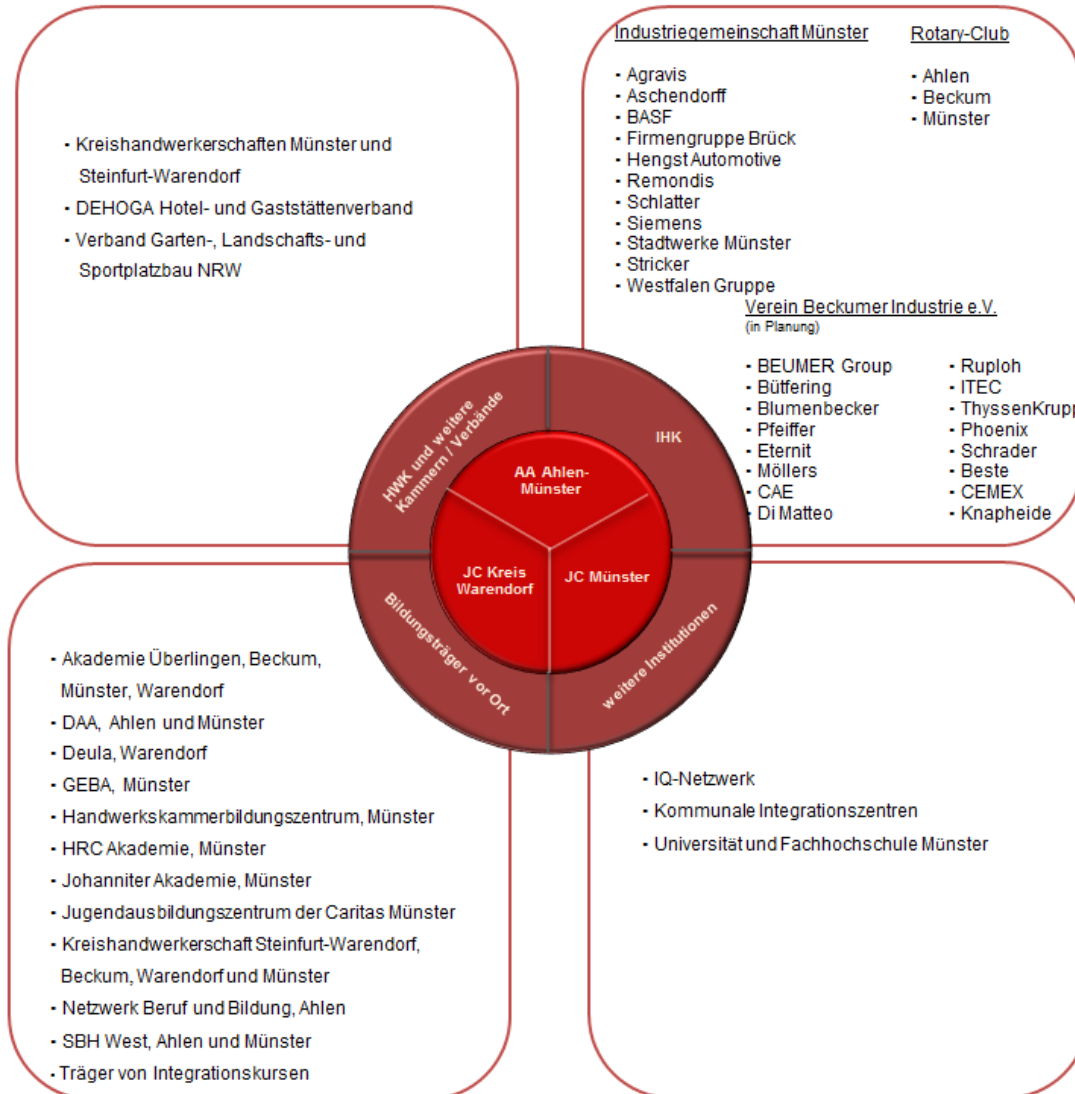 - Kreishandwerkerschaften Münster und
Steinfurt-Warendorf
- DEHOGA Hotel- und Gaststättenverband
- Verband Garten-, Landschafts- und
Sportplatzbau NRW
Industriegemeinschaft Münster
- Agravis
- Aschendorff
- BASF
- Firmengruppe Brück
- Hengst Automotive
- Remondis
- Schlatter
- Siemens
- Stadtwerke Münster
- Stricker
- Westfalen Gruppe
Rotary-Club
- Ahlen
- Beckum
- Münster
Verein Beckumer Industrie e.V.
(in Planung)
- BEUMER Group
- Bütfering
- Blumenbecker
- Pfeiffer
- Eternit
- Möllers
- CAE
- Di Matteo
- Ruploh
- ITEC
- ThyssenKrupp
- Phoenix
- Schrader
- Beste
- CEMEX
- Knapheide
HWK und weitere
Kammern / Verbände
IHK
AA Ahlen-
Münster
JC Kreis
Warendorf
JC Münster
Bildungsträger vor Ort
weitere Institutionen
- Akademie Überlingen, Beckum,
Münster, Warendorf
- DAA, Ahlen und Münster
- Deula, Warendorf
- GEBA, Münster
- Handwerkskammerbildungszentrum, Münster
- HRC Akademie, Münster
- Johanniter Akademie, Münster
- Jugendausbildungszentrum der Caritas Münster
- Kreishandwerkerschaft Steinfurt-Warendorf,
Beckum, Warendorf und Münster
- Netzwerk Beruf und Bildung, Ahlen
- SBH West, Ahlen und Münster
- Träger von Integrationskursen
- IQ-Netzwerk
- Kommunale Integrationszentren
- Universität und Fachhochschule Münster